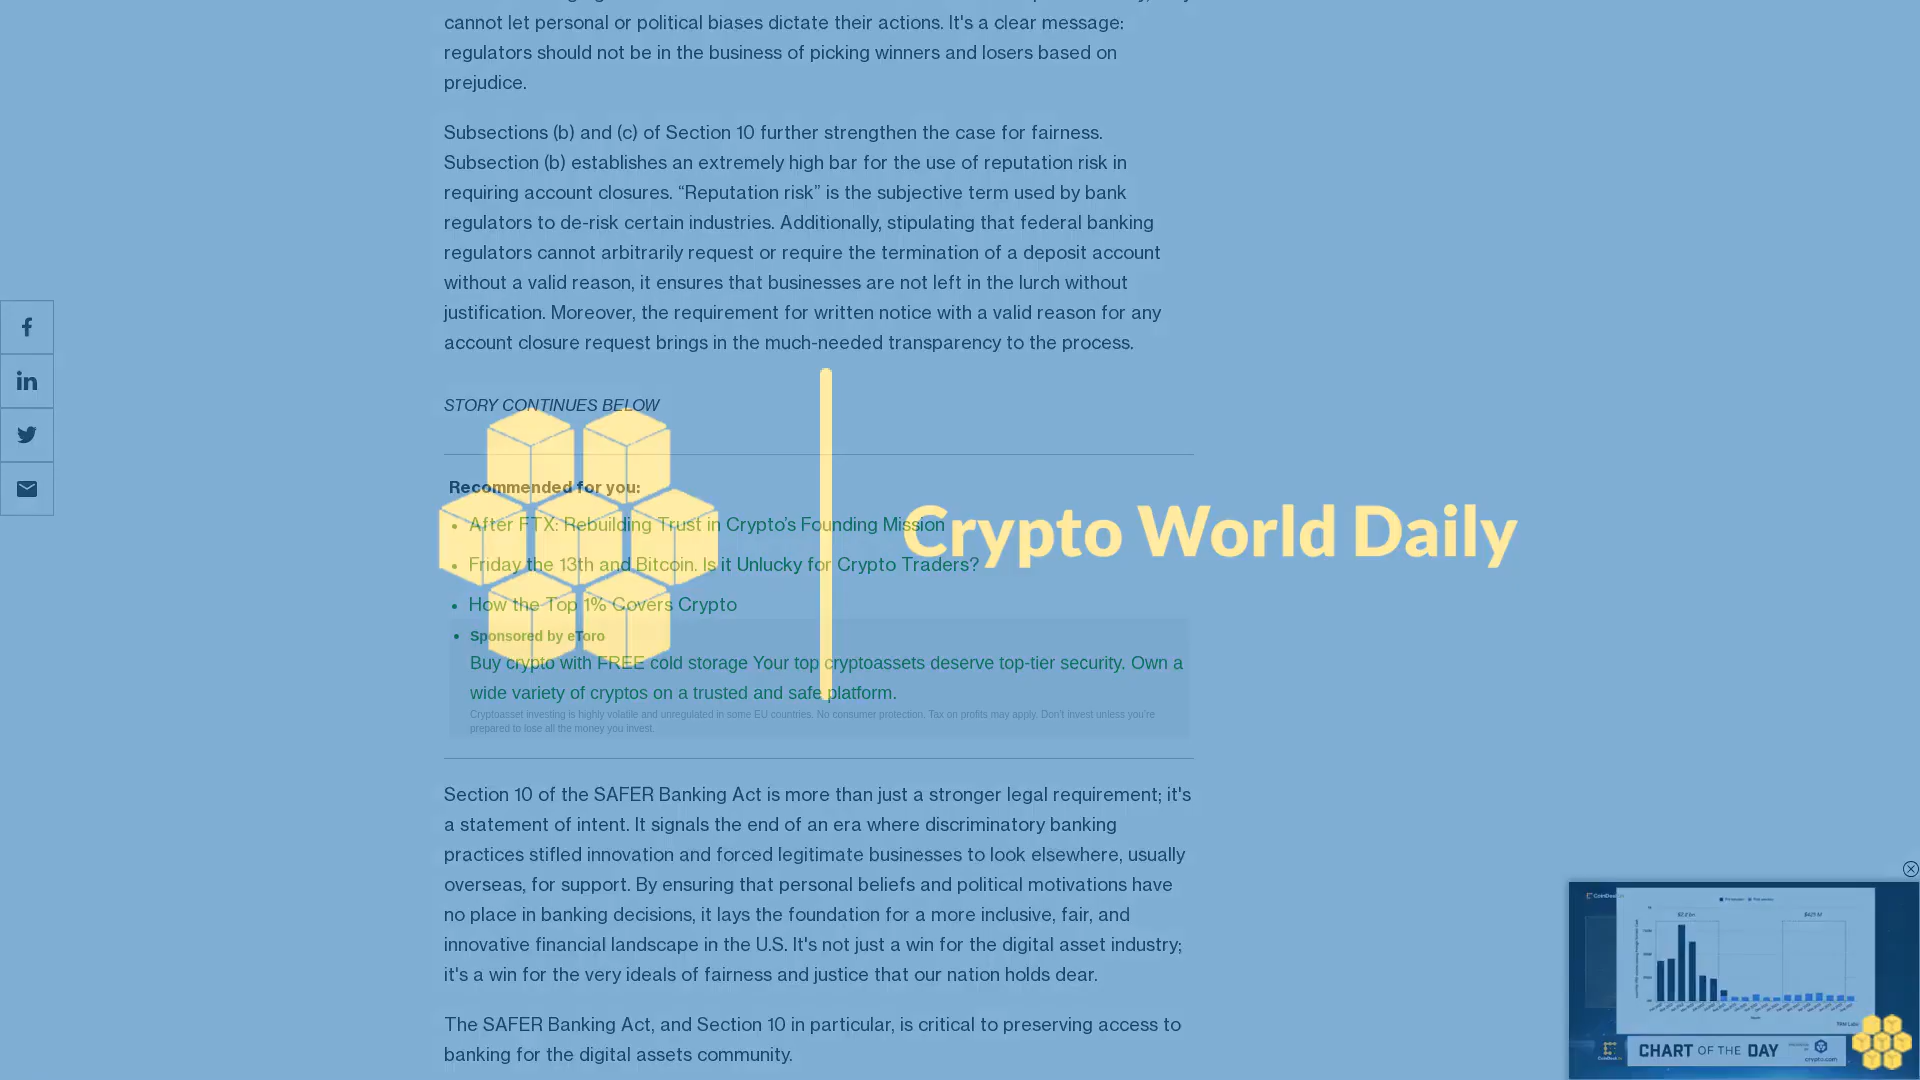 cannot let personal or political biases dictate their actions. It's a clear message:
regulators should not be in the business of picking winners and losers based on
prejudice.
Subsections (b) and (c) of Section 10 further strengthen the case for fairness.
Subsection (b) establishes an extremely high bar for the use of reputation risk in
requiring account closures. “Reputation risk” is the subjective term used by bank
regulators to de-risk certain industries. Additionally, stipulating that federal banking
regulators cannot arbitrarily request or require the termination of a deposit account
without a valid reason, it ensures that businesses are not left in the lurch without
justification. Moreover, the requirement for written notice with a valid reason for any
account closure request brings in the much-needed transparency to the process.
STORY CONTINUES BELOW
Recommended for you:
After FTX: Rebuilding Trust in Crypto's Founding Mission
Friday the 13th and Bitcoin. Is it Unlucky for Crypto Traders?
How the Top 1% Covers Crypto
Sponsored by eToro
Buy crypto with FREE cold storage Your top cryptoassets deserve top-tier security. Own a
wide variety of cryptos on a trusted and safe platform.
Cryptoasset investing is highly volatile and unregulated in some EU countries. No consumer protection. Tax on profits may apply. Don't invest unless you're
prepared to lose all the money you invest.
Crypto World Daily
Section 10 of the SAFER Banking Act is more than just a stronger legal requirement; it's
a statement of intent. It signals the end of an era where discriminatory banking
practices stifled innovation and forced legitimate businesses to look elsewhere, usually
overseas, for support. By ensuring that personal beliefs and political motivations have
no place in banking decisions, it lays the foundation for a more inclusive, fair, and
innovative financial landscape in the U.S. It's not just a win for the digital asset industry;
it's a win for the very ideals of fairness and justice that our nation holds dear.
The SAFER Banking Act, and Section 10 in particular, is critical to preserving access to
banking for the digital assets community.
CoinDesk
CHART OF THE DAY
crypto.com